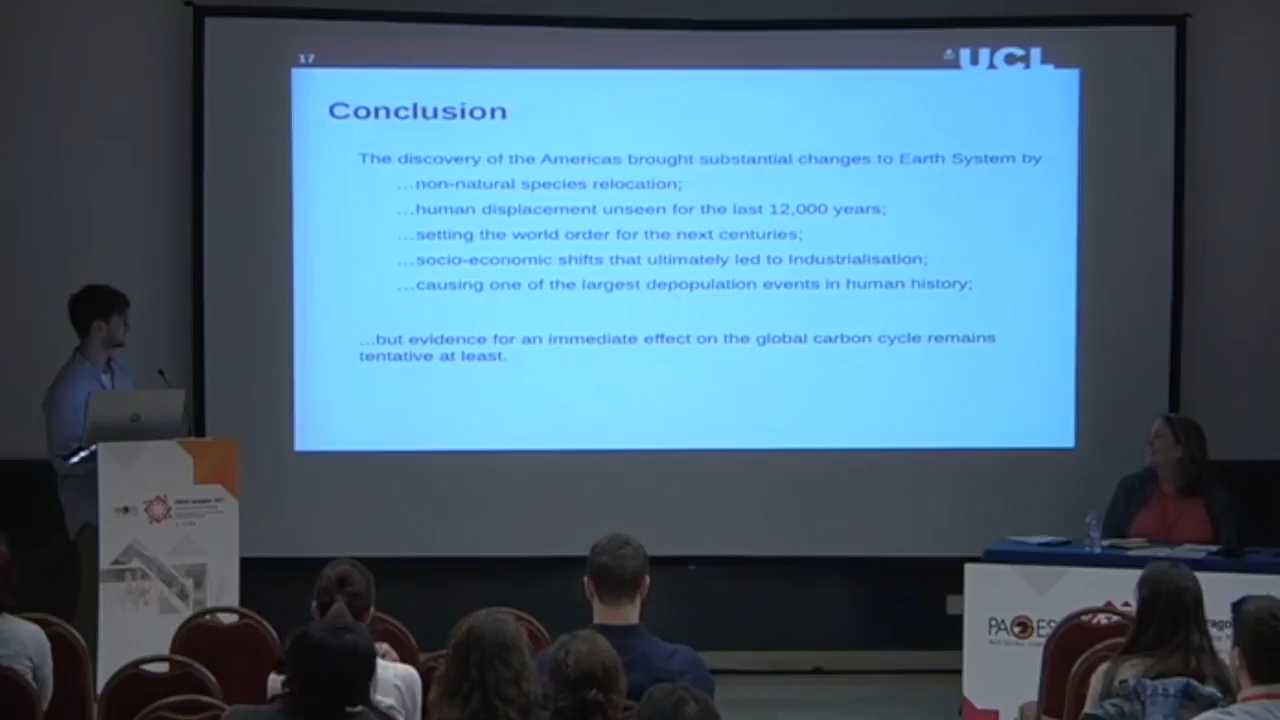 17
UCL
Conclusion
The discovery of the Americas brought substantial changes to Earth System by
…non-natural species relocation;
…human displacement unseen for the last 12,000 years;
…setting the world order for the next centuries;
…socio-economic shifts that ultimately led to Industrialisation;
…causing one of the largest depopulation events in human history;
…but evidence for an immediate effect on the global carbon cycle remains
tentative at least.
PAGES